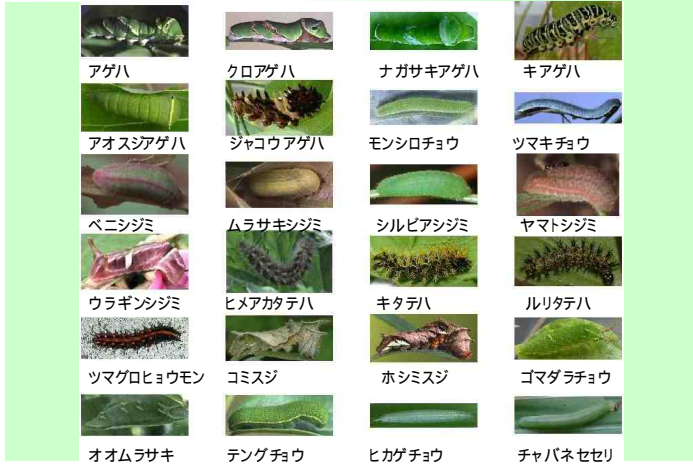 アゲハ クロアゲハ ナガサキアゲハ キアゲハ
アオスジアゲハ ジャコウアゲハ モンシロチョウ ツマキチョウ
ベニシジミ ムラサキシジミ シルビアシジミ ヤマトシジミ
ウラギンシジミ ヒメアカタテハ キタテハ ルリタテハ
ツマグロヒョウモン コミスジ ホシミスジ ゴマダラチョウ
オオムラサキ テングチョウ ヒカゲチョウ チャバネセセリ